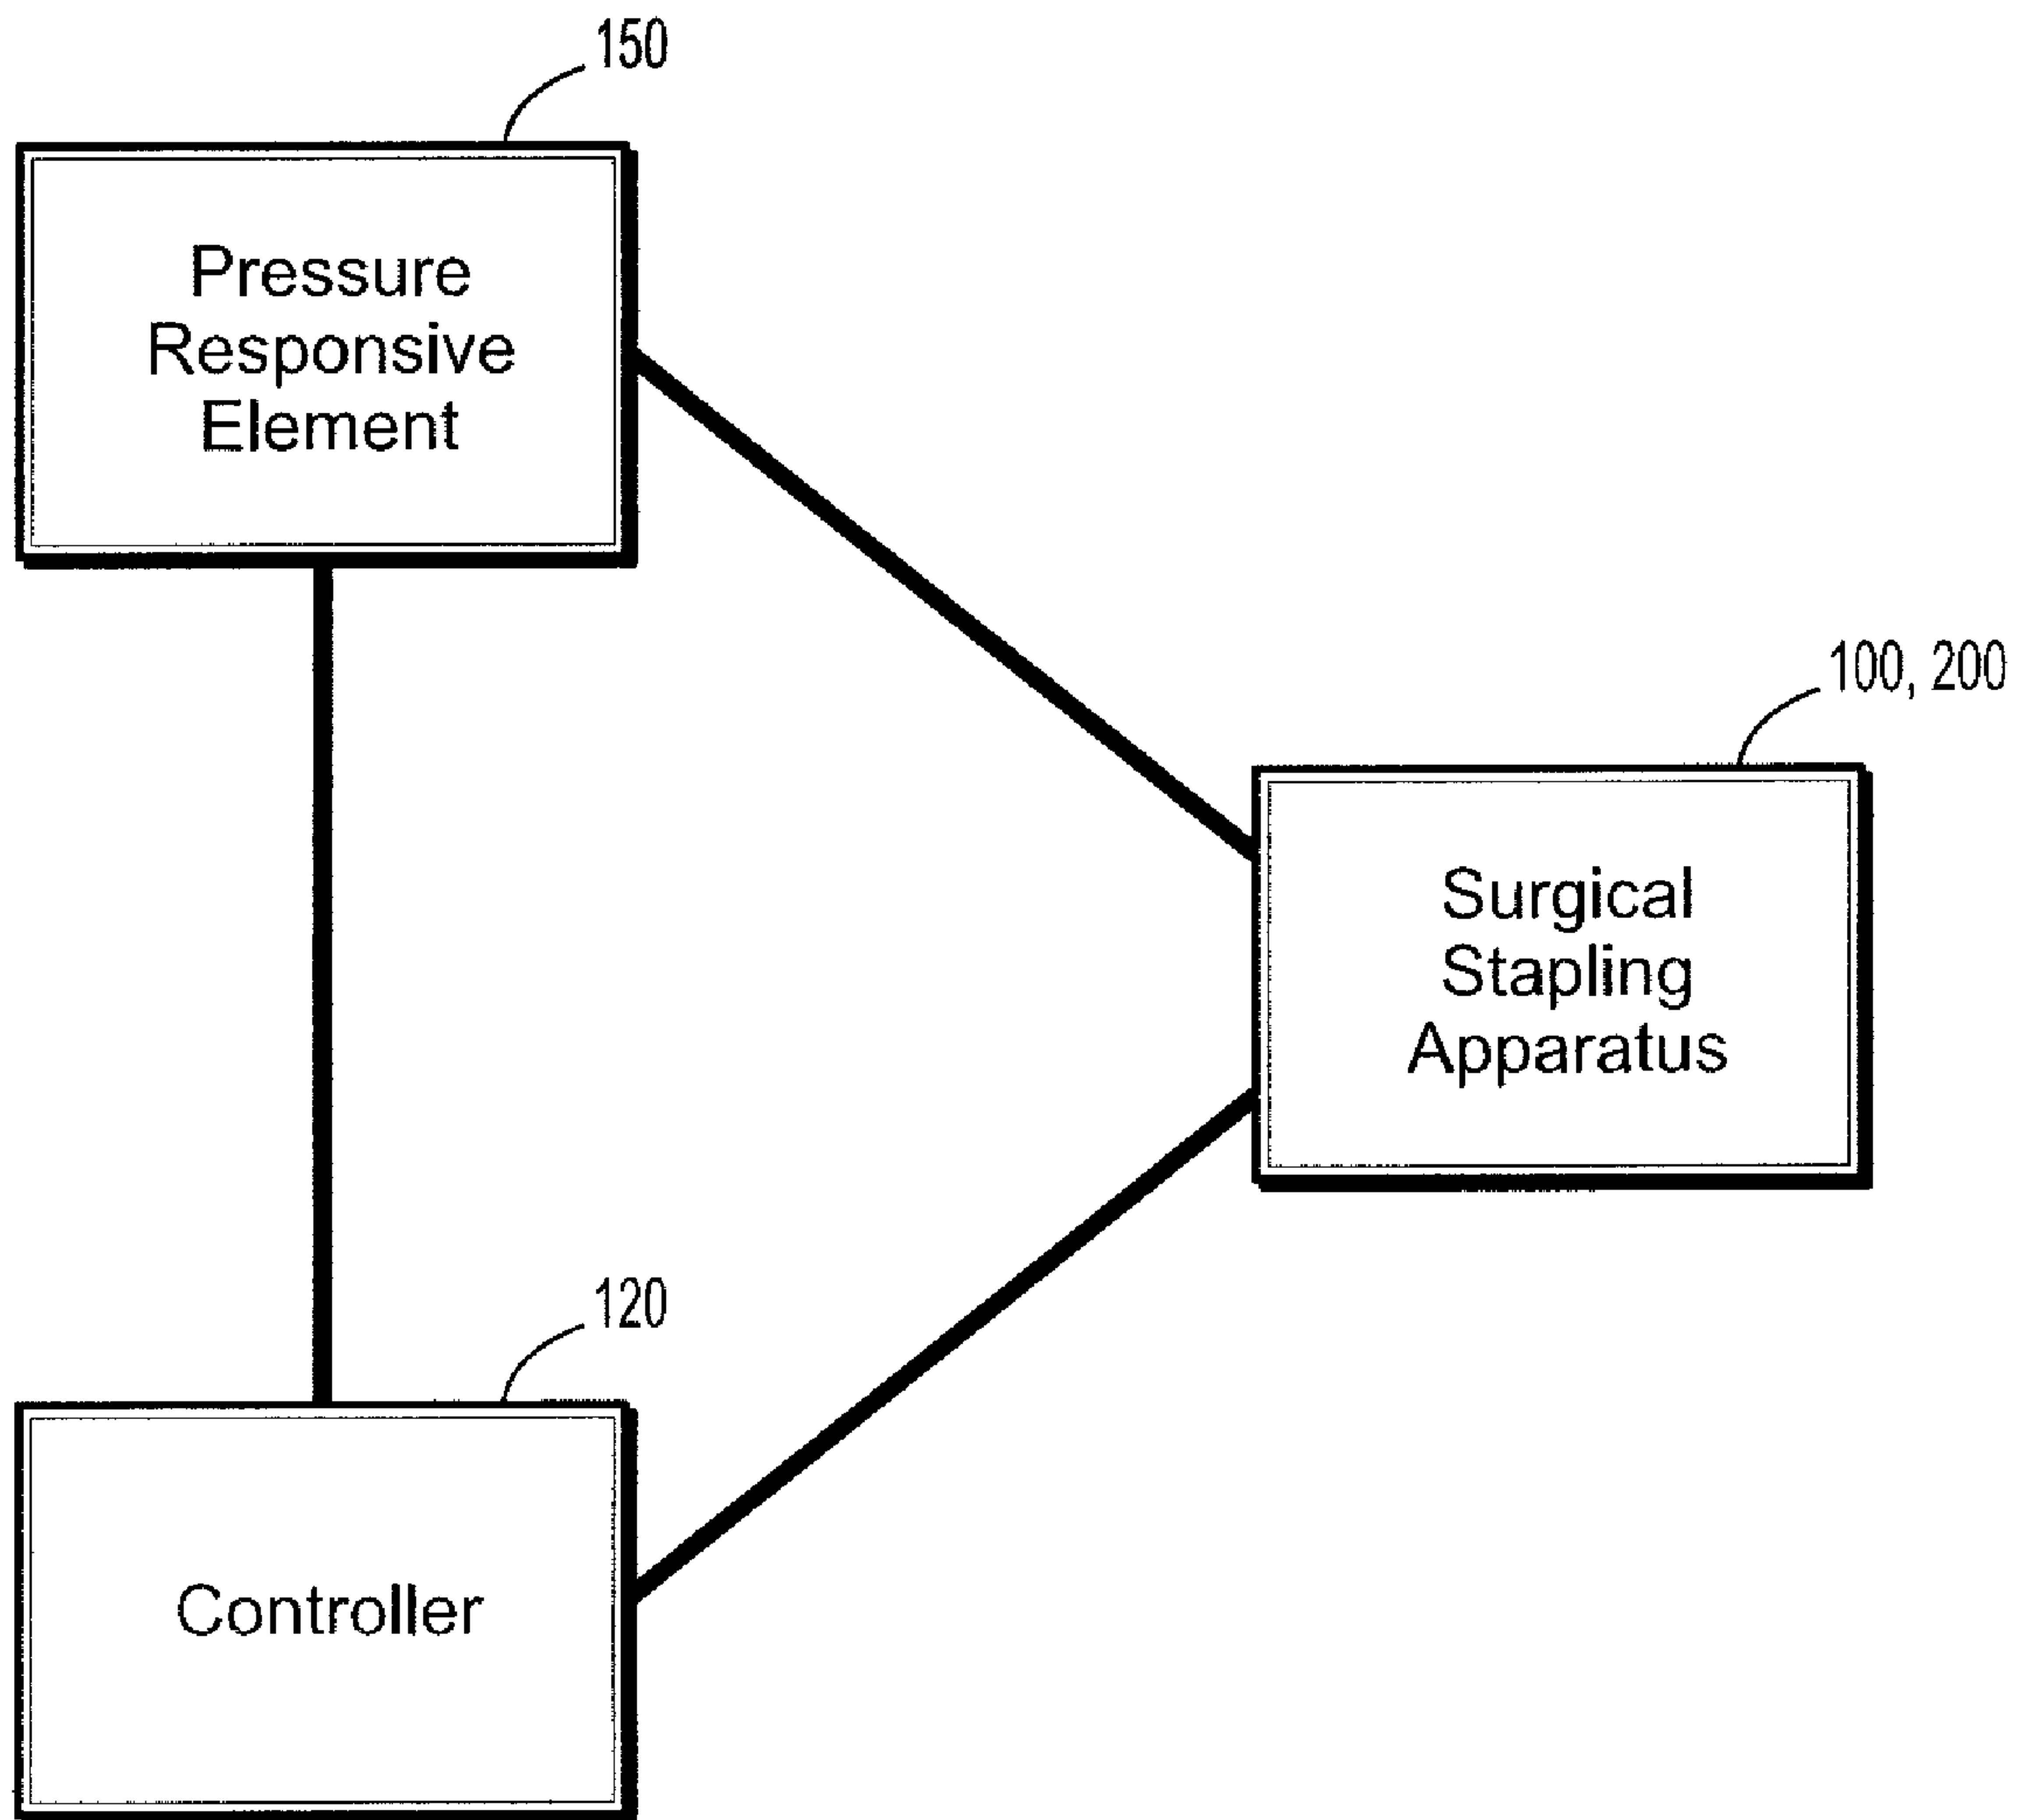 150
Pressure
Responsive
Element
100, 200
Surgical
Stapling
Apparatus
120
Controller